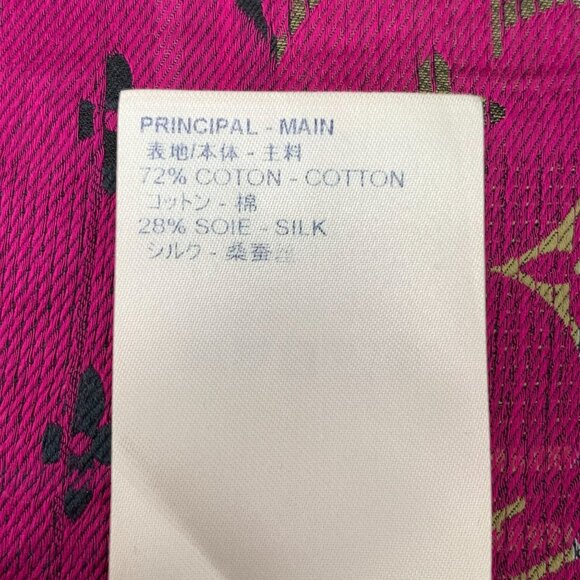 PRINCIPAL - MAIN
表地/本体 - 主料
72% COTON - COTTON
コットン - 棉
28% SOIE - SILK
シルク - 桑蚕丝